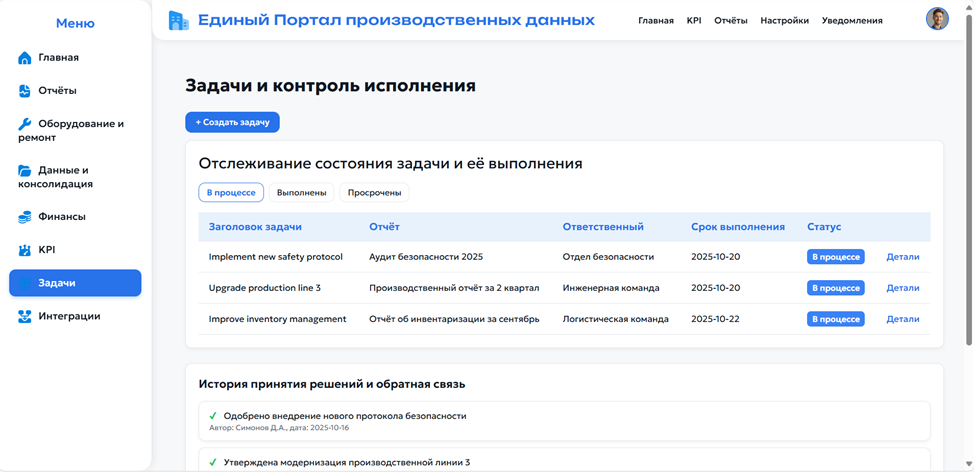 Меню
Главная
Отчёты
Оборудование и
ремонт
Данные и
консолидация
Финансы
KPI
Задачи
Интеграции
Единый Портал производственных данных
Главная KPI Отчёты Настройки Уведомления
Задачи и контроль исполнения
+ Создать задачу
Отслеживание состояния задачи и её выполнения
В процессе Выполнены Просрочены
Заголовок задачи Отчёт Ответственный Срок выполнения Статус
Implement new safety protocol Аудит безопасности 2025 Отдел безопасности 2025-10-20 В процессе Детали
Upgrade production line 3 Производственный отчёт за 2 квартал Инженерная команда 2025-10-20 В процессе Детали
Improve inventory management Отчёт об инвентаризации за сентябрь Логистическая команда 2025-10-22 В процессе Детали
История принятия решений и обратная связь
Одобрено внедрение нового протокола безопасности
Автор: Симонов Д.А., дата: 2025-10-16
Утверждена модернизация производственной линии 3